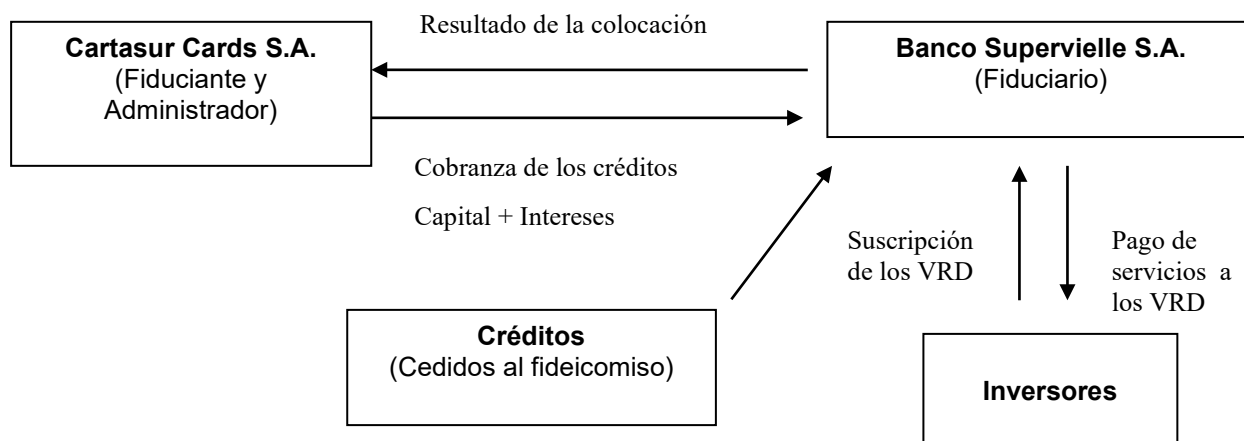 Resultado de la colocación
Cartasur Cards S.A.
(Fiduciante y
Administrador)
Banco Supervielle S.A.
(Fiduciario)
Cobranza de los créditos
Capital + Intereses
Suscripción
de los VRD
Pago de
servicios a
los VRD
Créditos
(Cedidos al fideicomiso)
Inversores